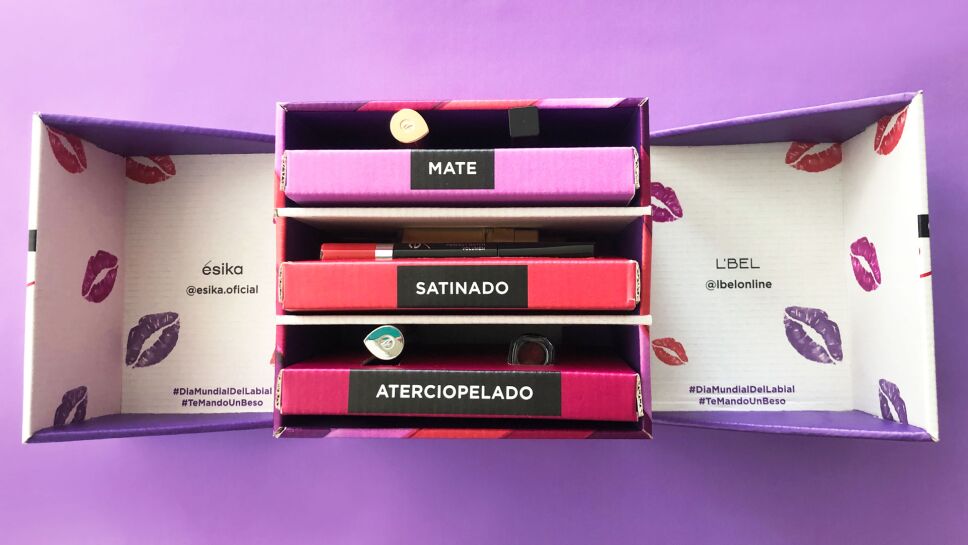 ésika
@esika.oficial
#DiaMundialDelLabial
#TeMandoUnBeso
MATE
SATINADO
ATERCIOPELADO
L'BEL
@lbelonline
#DiaMundialDelLabial
#TeMandoUnBeso